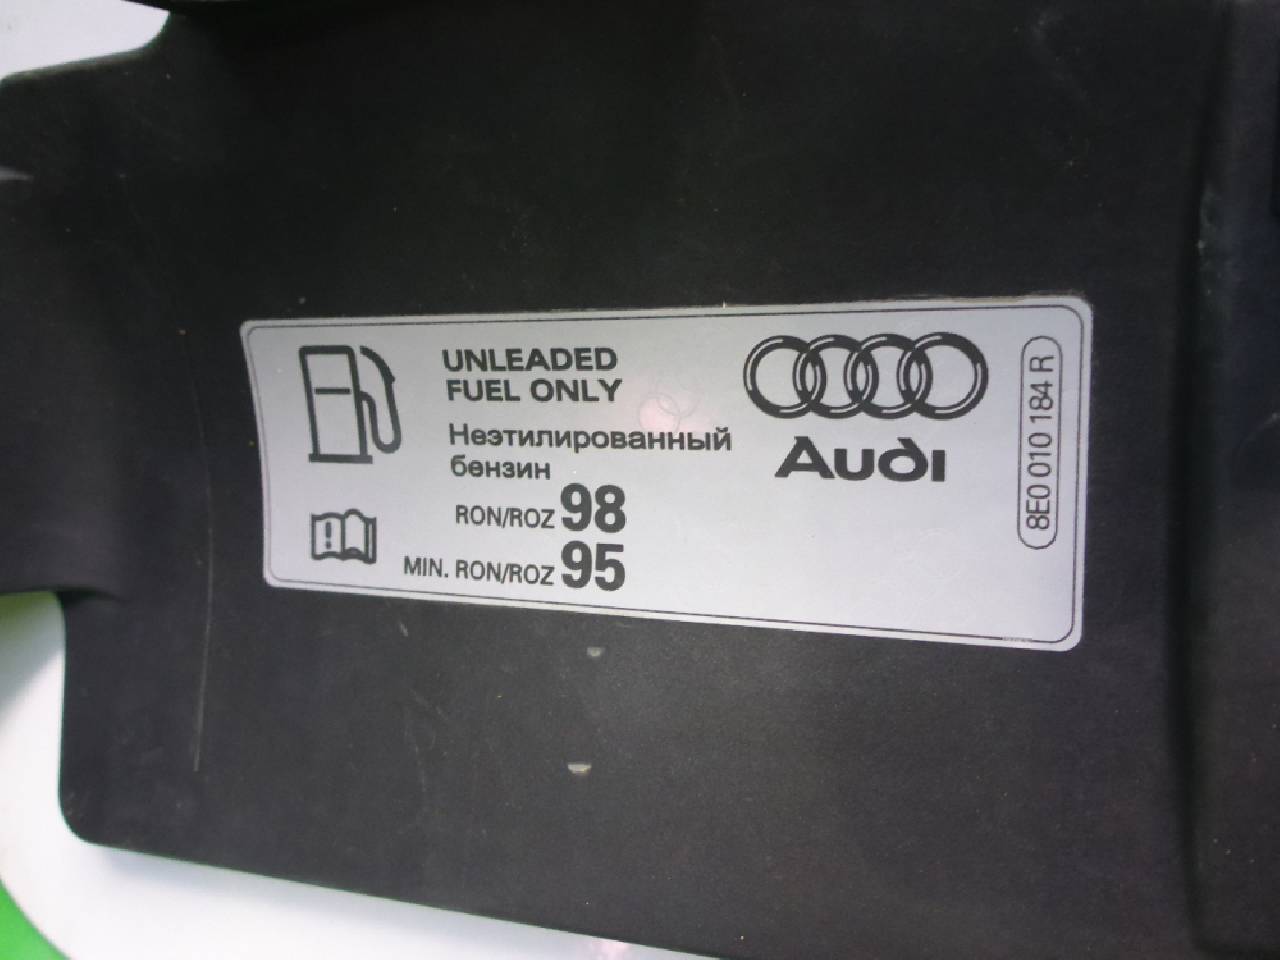 UNLEADED
FUEL ONLY
Неэтилированный
бензин
RON/ROZ 98
MIN. RON/ROZ 95
Audi
8E0 010 184 R